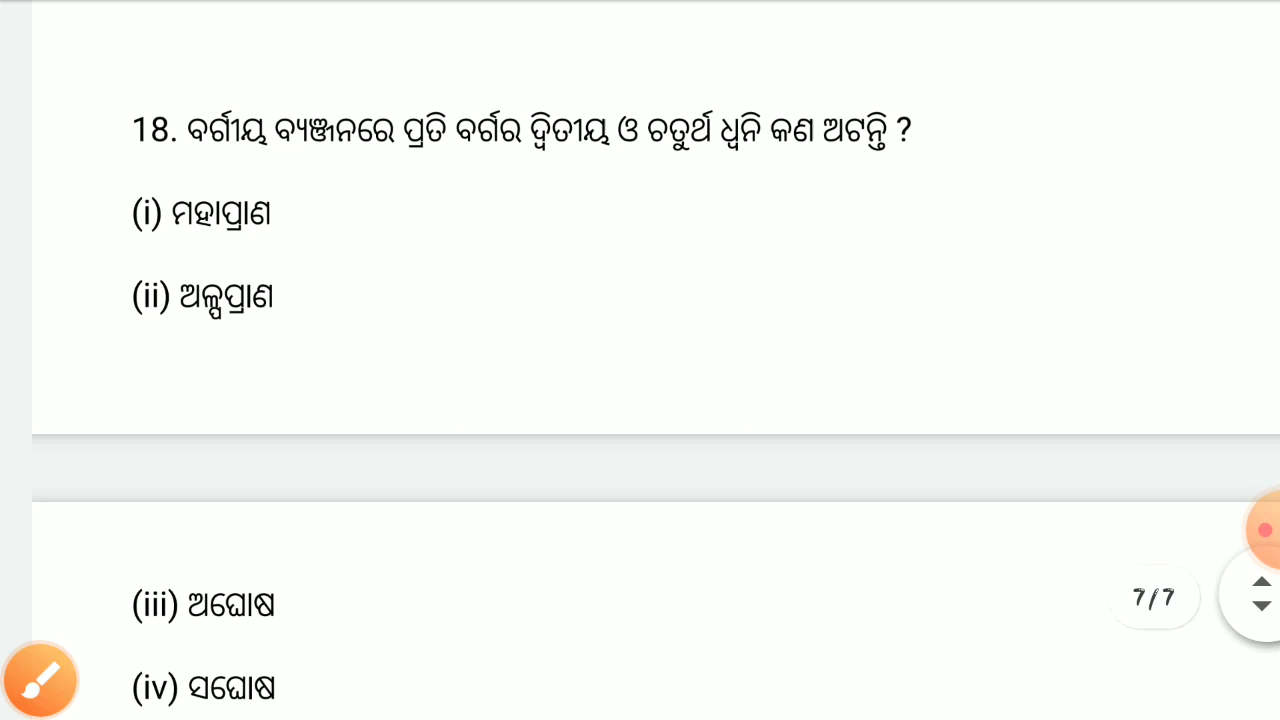 18. ବର୍ଗୀୟ ବ୍ୟଞ୍ଜନରେ ପ୍ରତି ବର୍ଗର ଦ୍ୱିତୀୟ ଓ ଚତୁର୍ଥ ଧ୍ୱନି କଣ ଅଟନ୍ତି ?
(i) ମହାପ୍ରାଣ
(ii) ଅଳ୍ପପ୍ରାଣ
(iii) ଅଘୋଷ
7/7
(iv) ସଘୋଷ